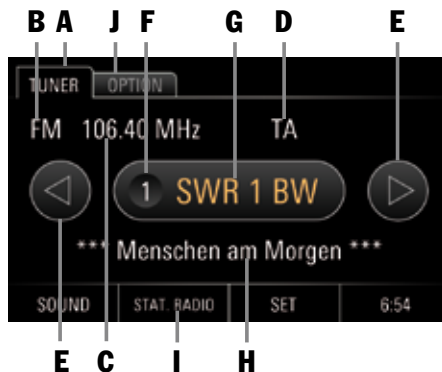 B A J F G D E
TUNER OPTION
FM 106.40 MHz TA
1 SWR 1 BW
*** Menschen am Morgen ***
SOUND STAT. RADIO SET 6:54
E C I H